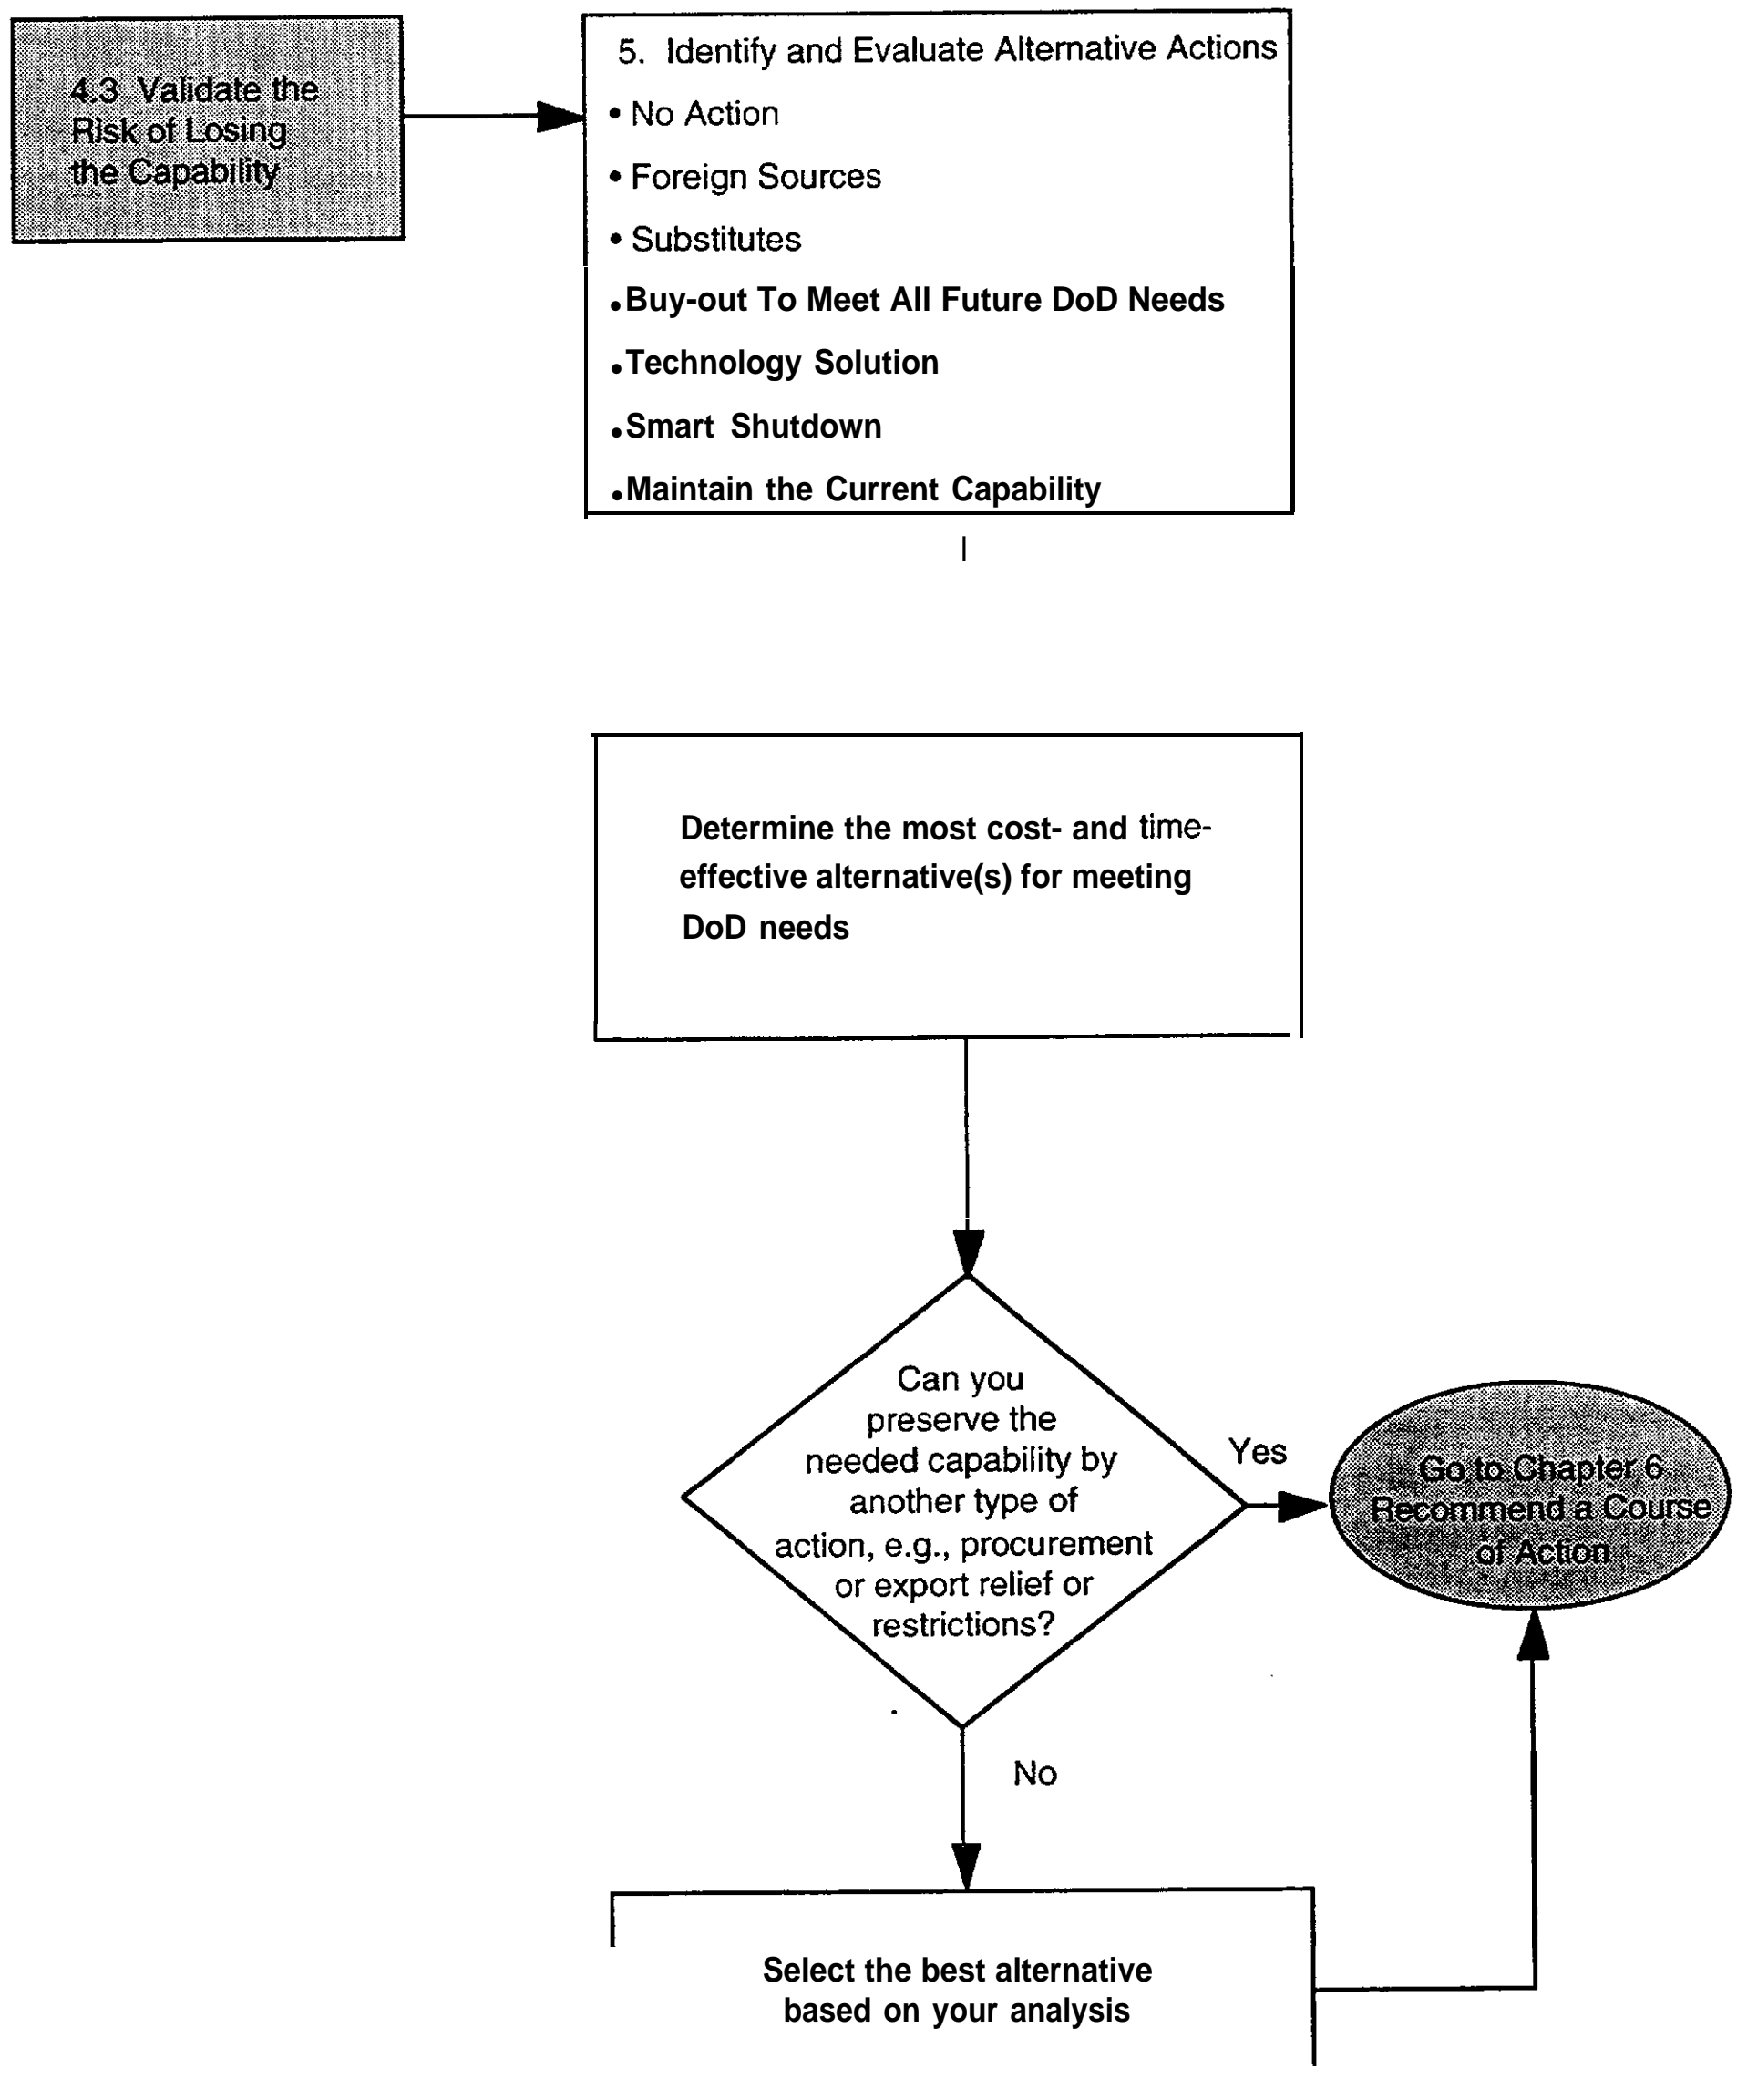 4.3 Validate the
Risk of Losing
the Capability
5. Identify and Evaluate Alternative Actions
• No Action
• Foreign Sources
• Substitutes
• Buy-out To Meet All Future DoD Needs
• Technology Solution
• Smart Shutdown
• Maintain the Current Capability
Determine the most cost- and time-
effective alternative(s) for meeting
DoD needs
Can you
preserve the
needed capability by
another type of
action, e.g., procurement
or export relief or
restrictions?
Yes
Go to Chapter 6
Recommend a Course
of Action
No
Select the best alternative
based on your analysis